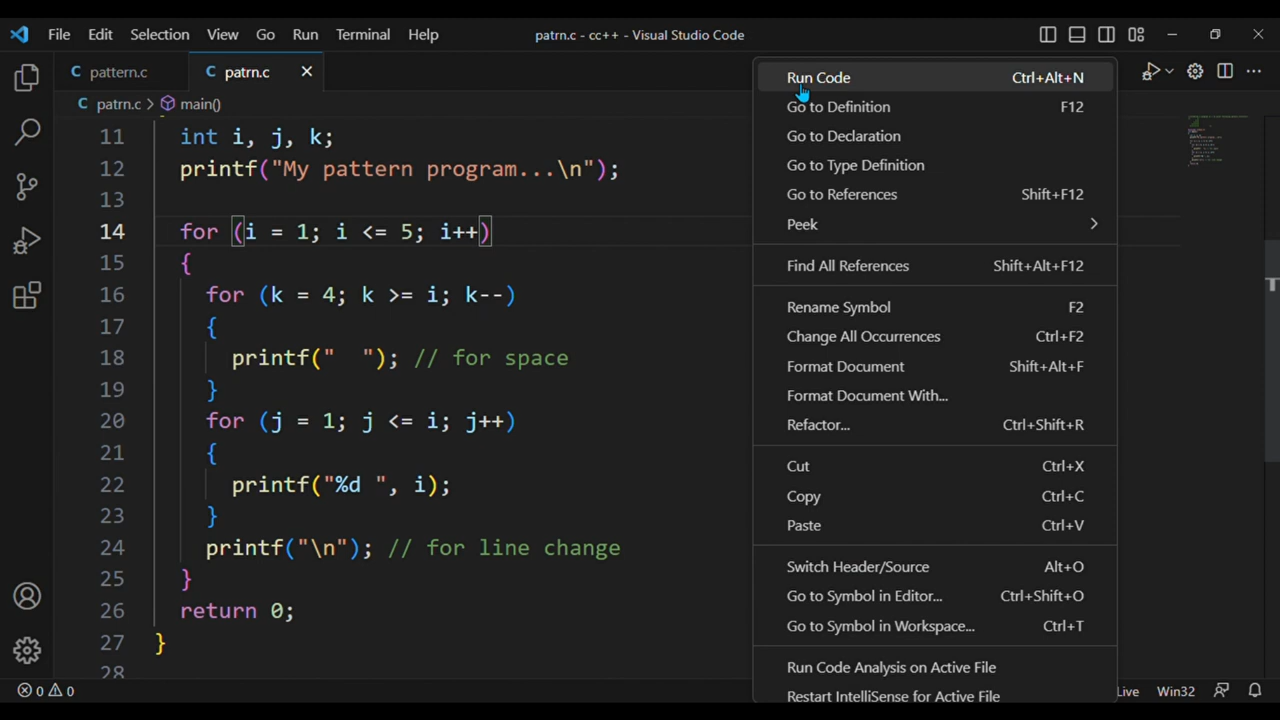 File Edit Selection View Go Run Terminal Help patrn.c - cc++ - Visual Studio Code
C pattern.c C patrn.c
C patrn.c > main()
11 int i, j, k;
12 printf("My pattern program...\n");
13
14 for (i = 1; i <= 5; i++)
15 {
16 for (k = 4; k >= i; k--)
17 {
18 printf("  "); // for space
19 }
20 for (j = 1; j <= i; j++)
21 {
22 printf("%d ", i);
23 }
24 printf("\n"); // for line change
25 }
26 return 0;
27 }
28
Run Code Ctrl+Alt+N
Go to Definition F12
Go to Declaration
Go to Type Definition
Go to References Shift+F12
Peek >
Find All References Shift+Alt+F12
Rename Symbol F2
Change All Occurrences Ctrl+F2
Format Document Shift+Alt+F
Format Document With...
Refactor... Ctrl+Shift+R
Cut Ctrl+X
Copy Ctrl+C
Paste Ctrl+V
Switch Header/Source Alt+O
Go to Symbol in Editor... Ctrl+Shift+O
Go to Symbol in Workspace... Ctrl+T
Run Code Analysis on Active File
Restart IntelliSense for Active File
0 0 Live Win32